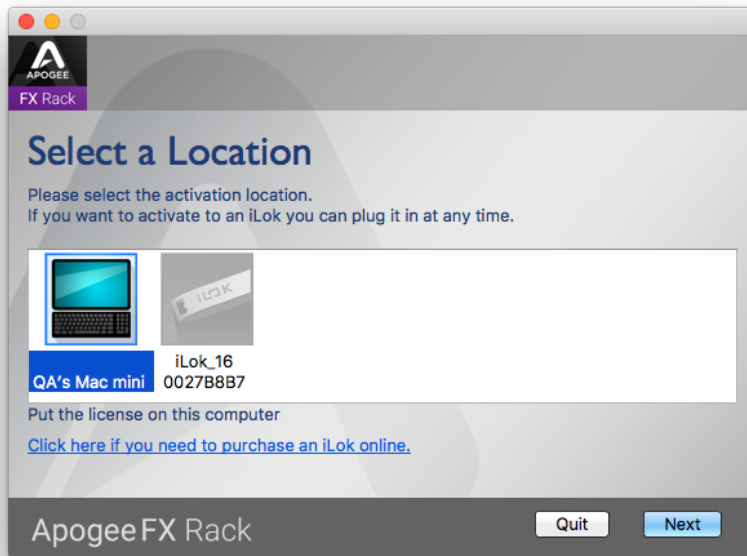 APOGEE
FX Rack
Select a Location
Please select the activation location.
If you want to activate to an iLok you can plug it in at any time.
iLOK
QA's Mac mini
iLok_16
0027B8B7
Put the license on this computer
Click here if you need to purchase an iLok online.
Apogee FX Rack
Quit
Next